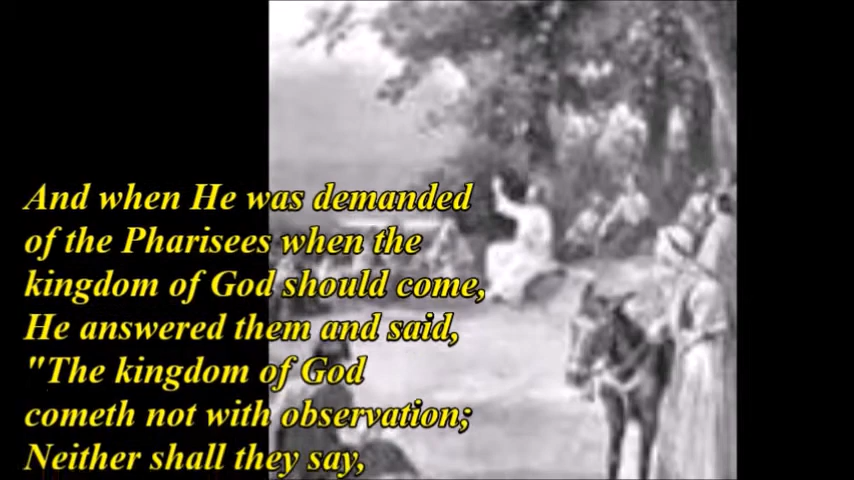 And when He was demanded
of the Pharisees when the
kingdom of God should come,
He answered them and said,
"The kingdom of God
cometh not with observation;
Neither shall they say,